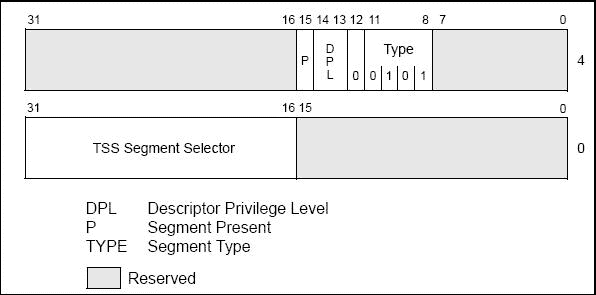 31 16 15 14 13 12 11 8 7 0
P DPL 0 Type 0 1 0 1 4
31 16 15 0
TSS Segment Selector 0
DPL Descriptor Privilege Level
P Segment Present
TYPE Segment Type
Reserved